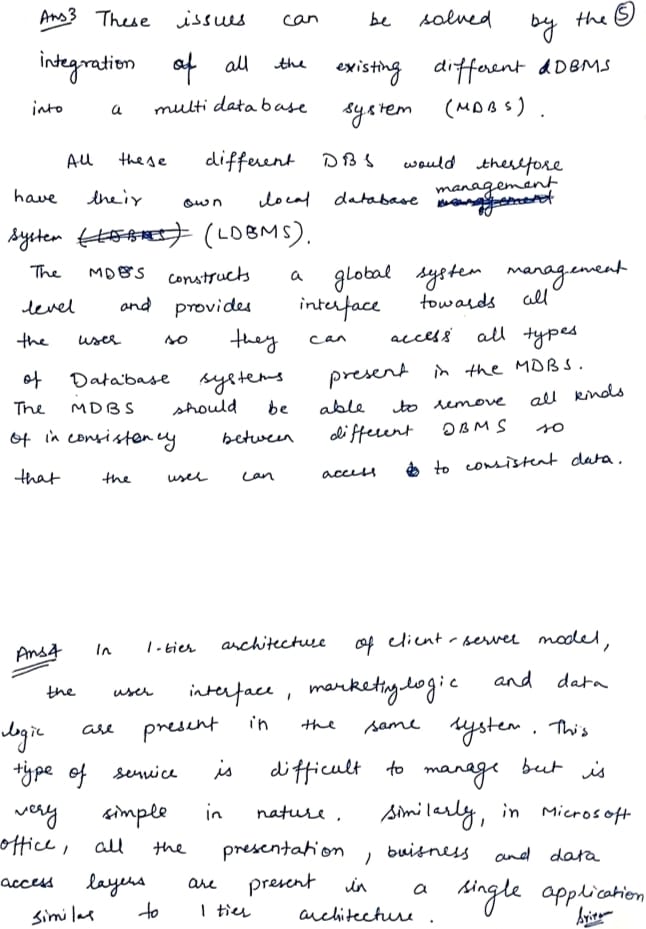 Ans3 These issues can be solved by the (5)
integration of all the existing different dDBMS
into a multidatabase system (MDBS).
All these different DBS would therefore
have their own local database management
system (LDBMS).
The MDBS constructs a global system management
level and provides interface towards all
the user so they can access all types
of Database systems present in the MDBS.
The MDBS should be able to remove all kinds
of inconsistency between different DBMS so
that the user can access to consistent data.
Ans4 In 1-tier architecture of client-server model,
the user interface, marketing logic and data
logic are present in the same system. This
type of service is difficult to manage but is
very simple in nature. Similarly, in Microsoft
office, all the presentation, buisness and data
access layers are present in a single application
similar to 1 tier architecture.